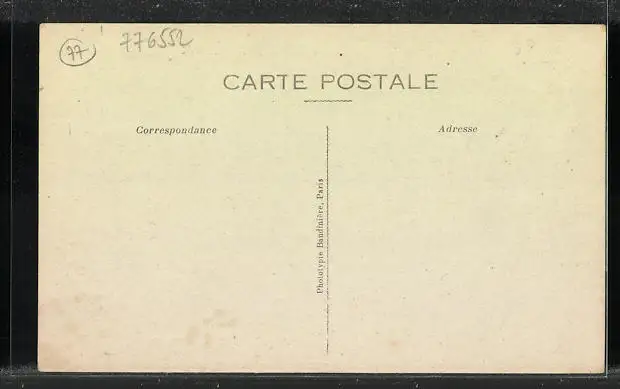 77
776552
CARTE POSTALE
Correspondance
Adresse
Phototypie Baudinière, Paris